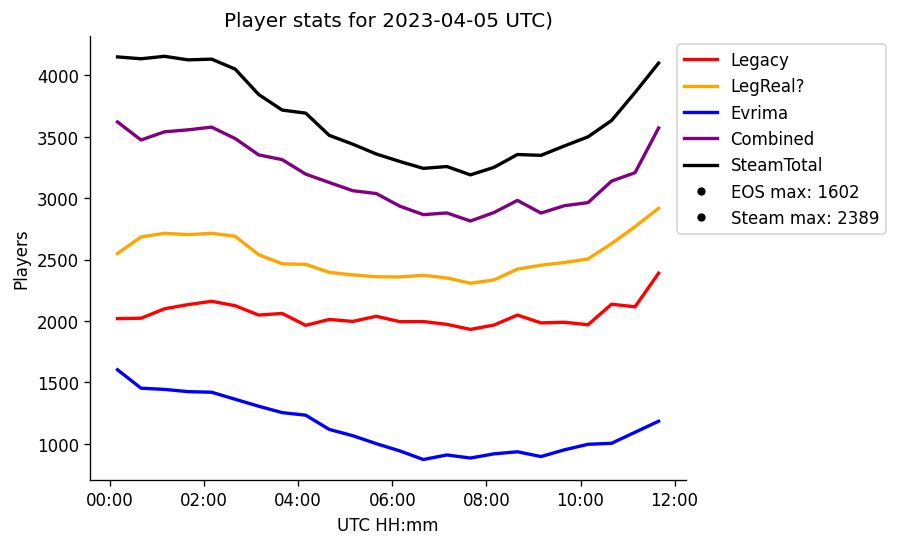 Player stats for 2023-04-05 UTC)
Players
4000
3500
3000
2500
2000
1500
1000
00:00 02:00 04:00 06:00 08:00 10:00 12:00
UTC HH:mm
Legacy
LegReal?
Evrima
Combined
SteamTotal
EOS max: 1602
Steam max: 2389